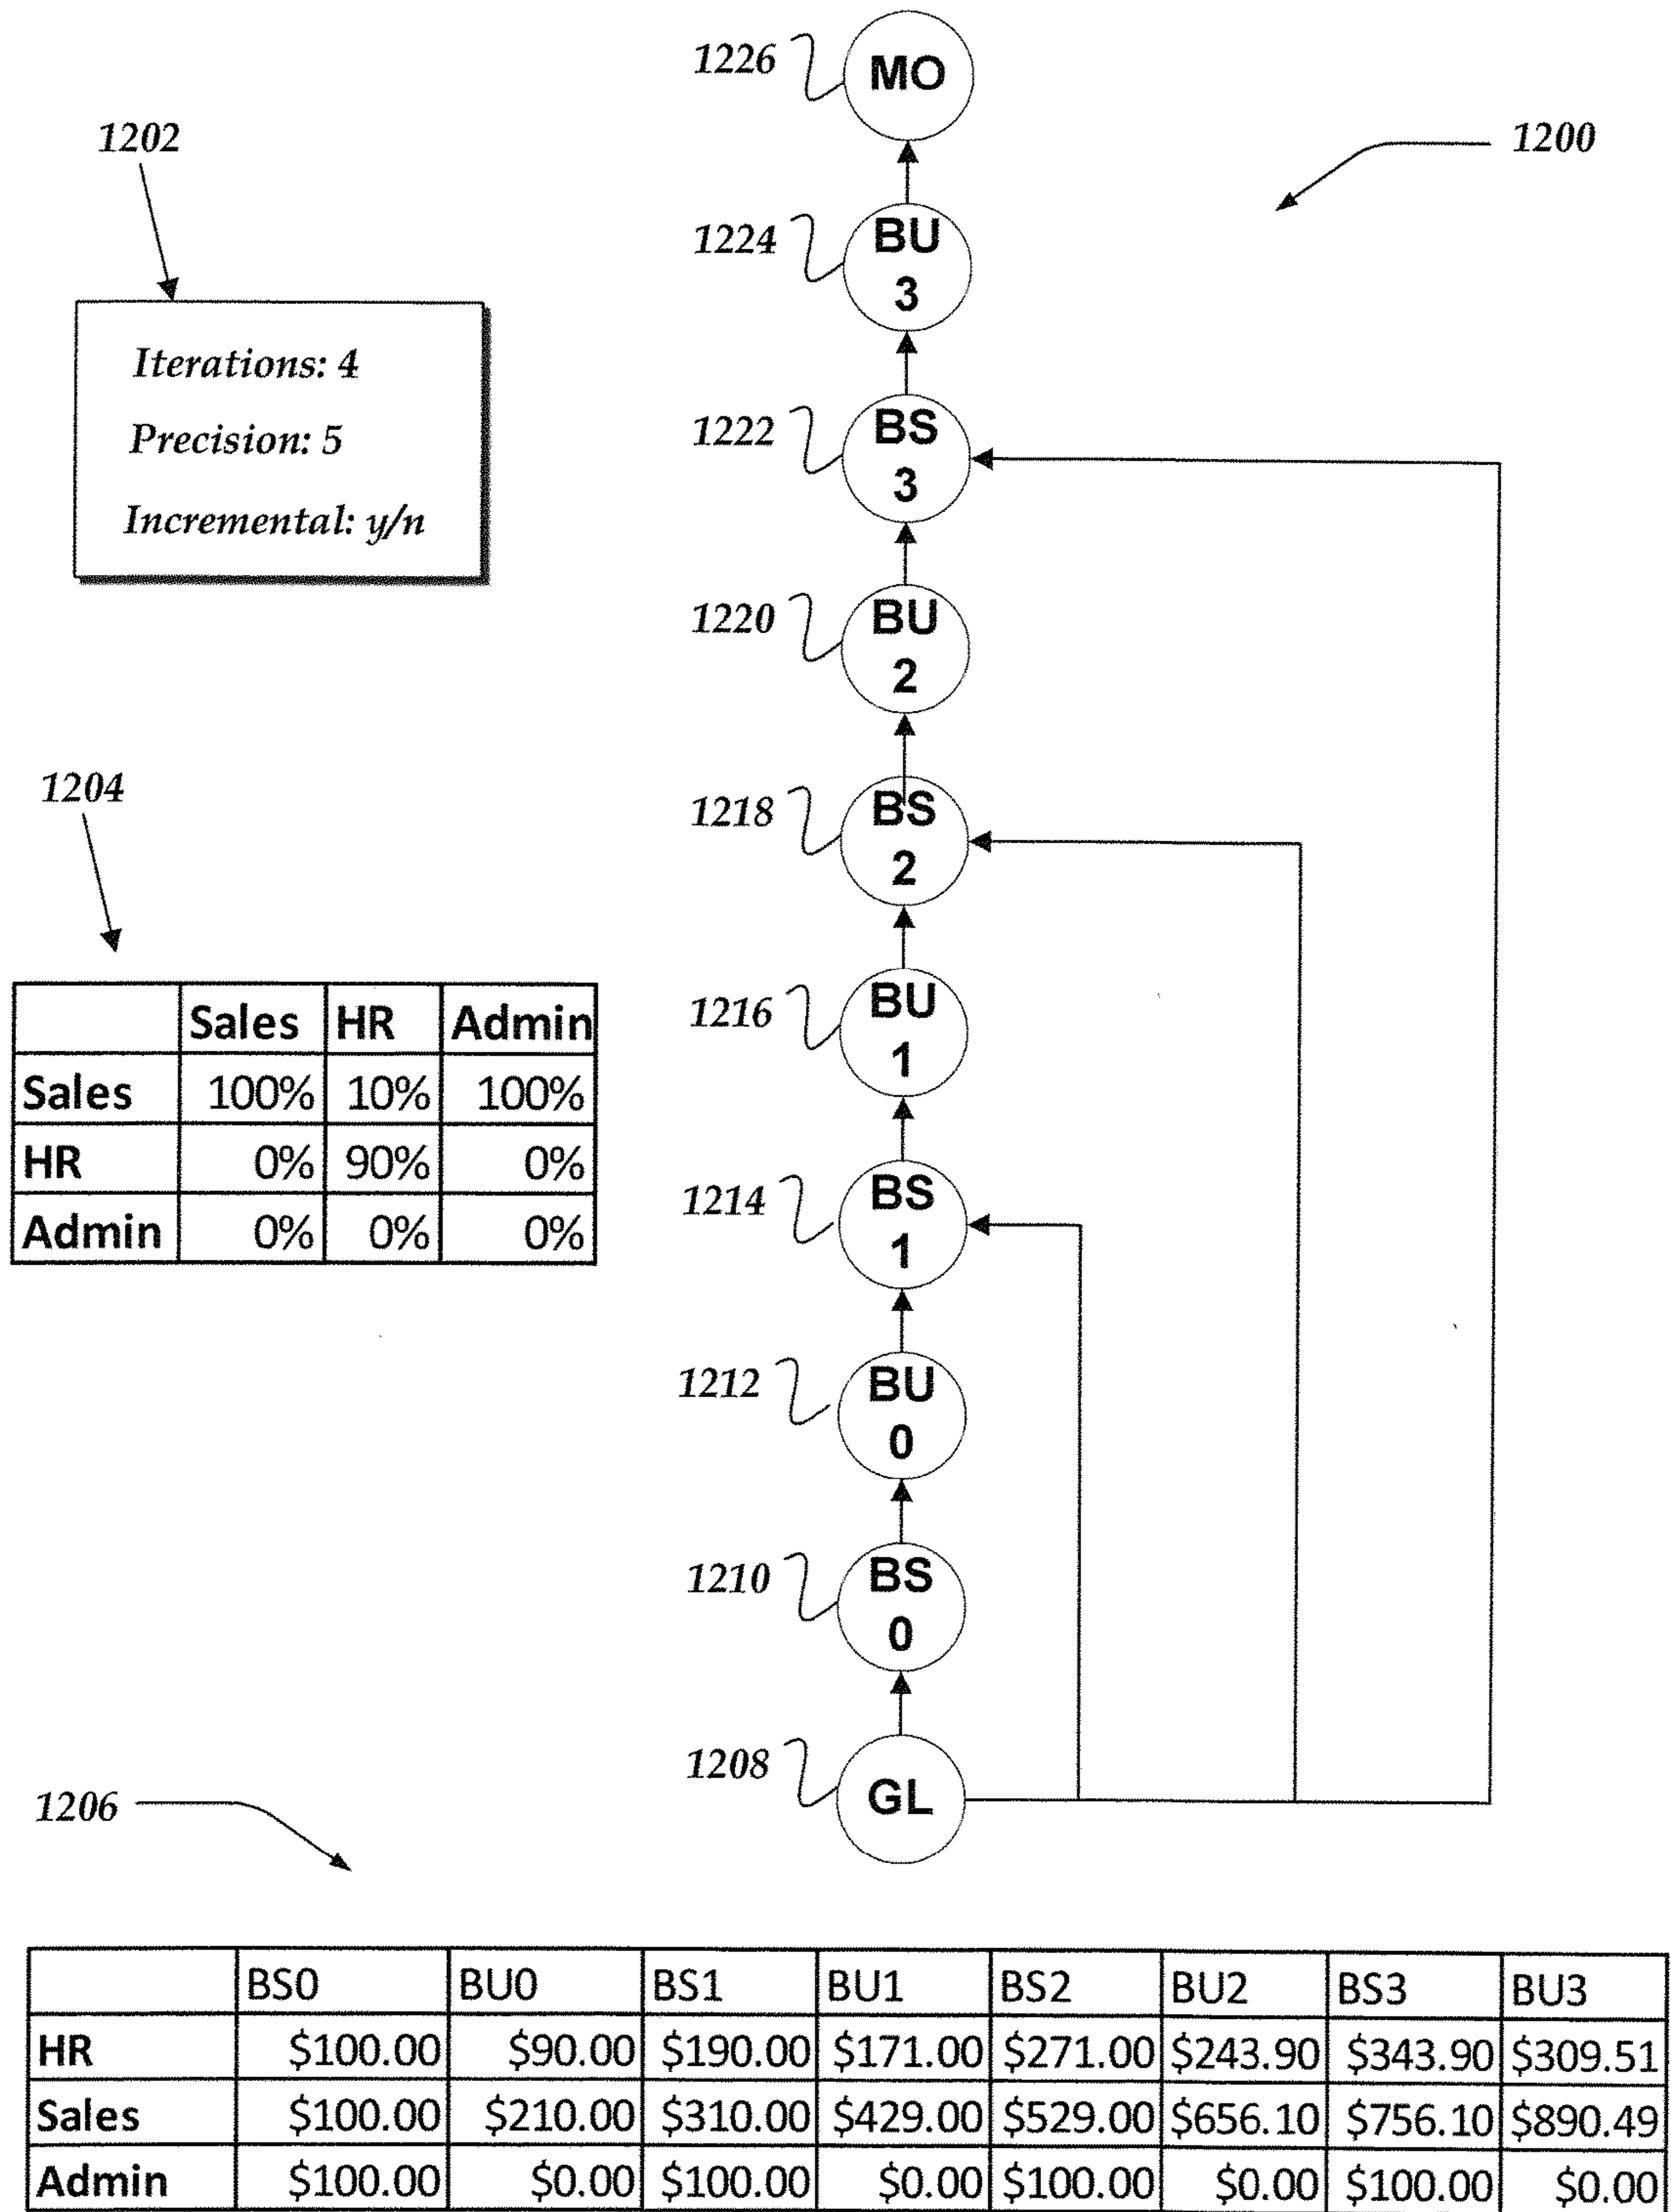 1226
MO
1202
1200
1224
BU
3
Iterations: 4
Precision: 5
Incremental: y/n
1222
BS
3
1220
BU
2
1204
1218
BS
2
Sales HR Admin
Sales 100% 10% 100%
HR 0% 90% 0%
Admin 0% 0% 0%
1216
BU
1
1214
BS
1
1212
BU
0
1210
BS
0
1208
GL
1206
BS0 BU0 BS1 BU1 BS2 BU2 BS3 BU3
HR $100.00 $90.00 $190.00 $171.00 $271.00 $243.90 $343.90 $309.51
Sales $100.00 $210.00 $310.00 $429.00 $529.00 $656.10 $756.10 $890.49
Admin $100.00 $0.00 $100.00 $0.00 $100.00 $0.00 $100.00 $0.00